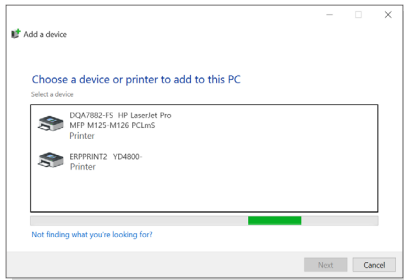 Add a device
Choose a device or printer to add to this PC
Select a device
DQA7882-F5 HP LaserJet Pro
MFP M125-M126 PCLmS
Printer
ERPPRINT2 YD4800-
Printer
Not finding what you're looking for?
Next
Cancel